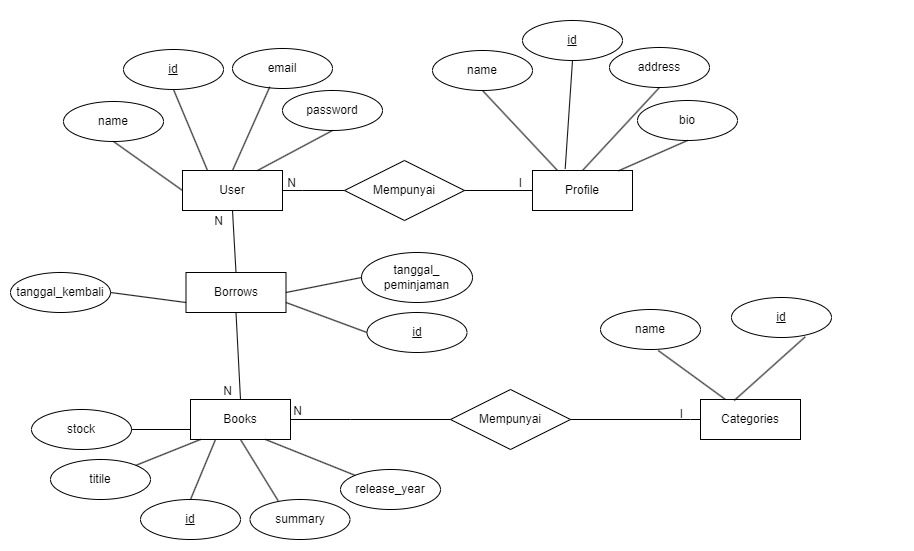 id
name
id
email
address
password
name
bio
User
N
Mempunyai
I
Profile
N
tanggal_kembali
Borrows
tanggal_
peminjaman
id
name
id
N
Books
N
Mempunyai
I
Categories
stock
titile
id
summary
release_year